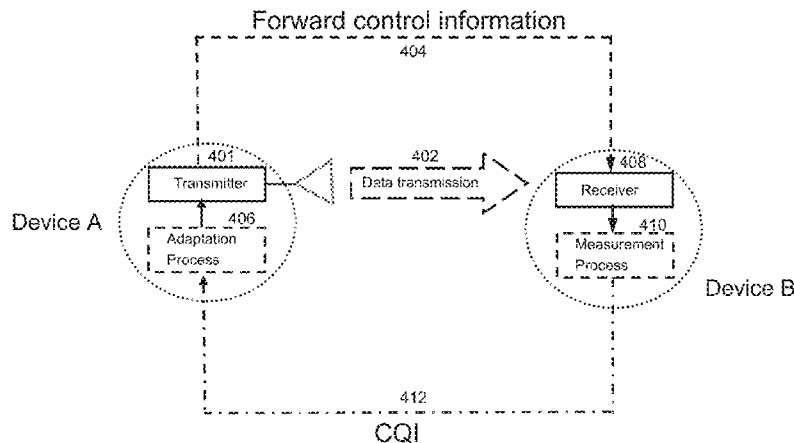 Forward control information
404
401
402
408
Transmitter
Data transmission
Receiver
Device A
406
410
Adaptation
Process
Measurement
Process
Device B
412
CQI